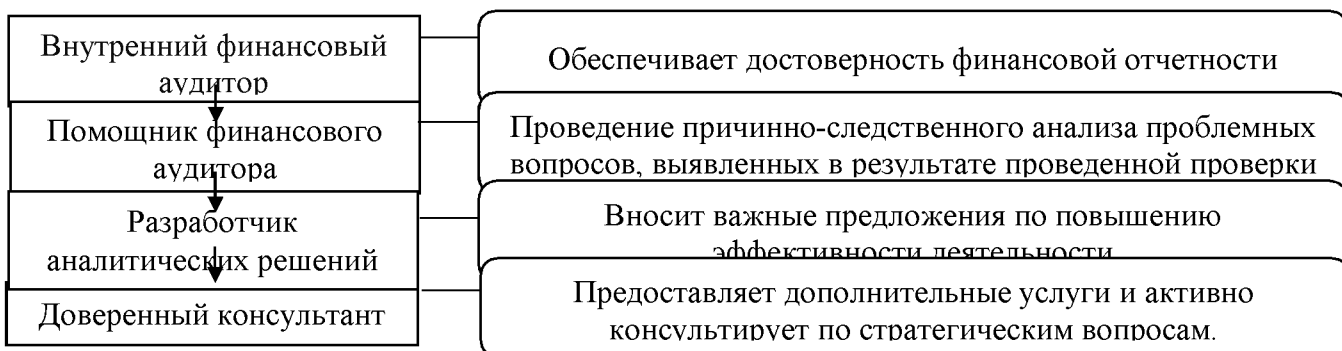 Внутренний финансовый
аудитор
Обеспечивает достоверность финансовой отчетности
Помощник финансового
аудитора
Проведение причинно-следственного анализа проблемных
вопросов, выявленных в результате проведенной проверки
Разработчик
аналитических решений
Вносит важные предложения по повышению
эффективности деятельности
Доверенный консультант
Предоставляет дополнительные услуги и активно
консультирует по стратегическим вопросам.